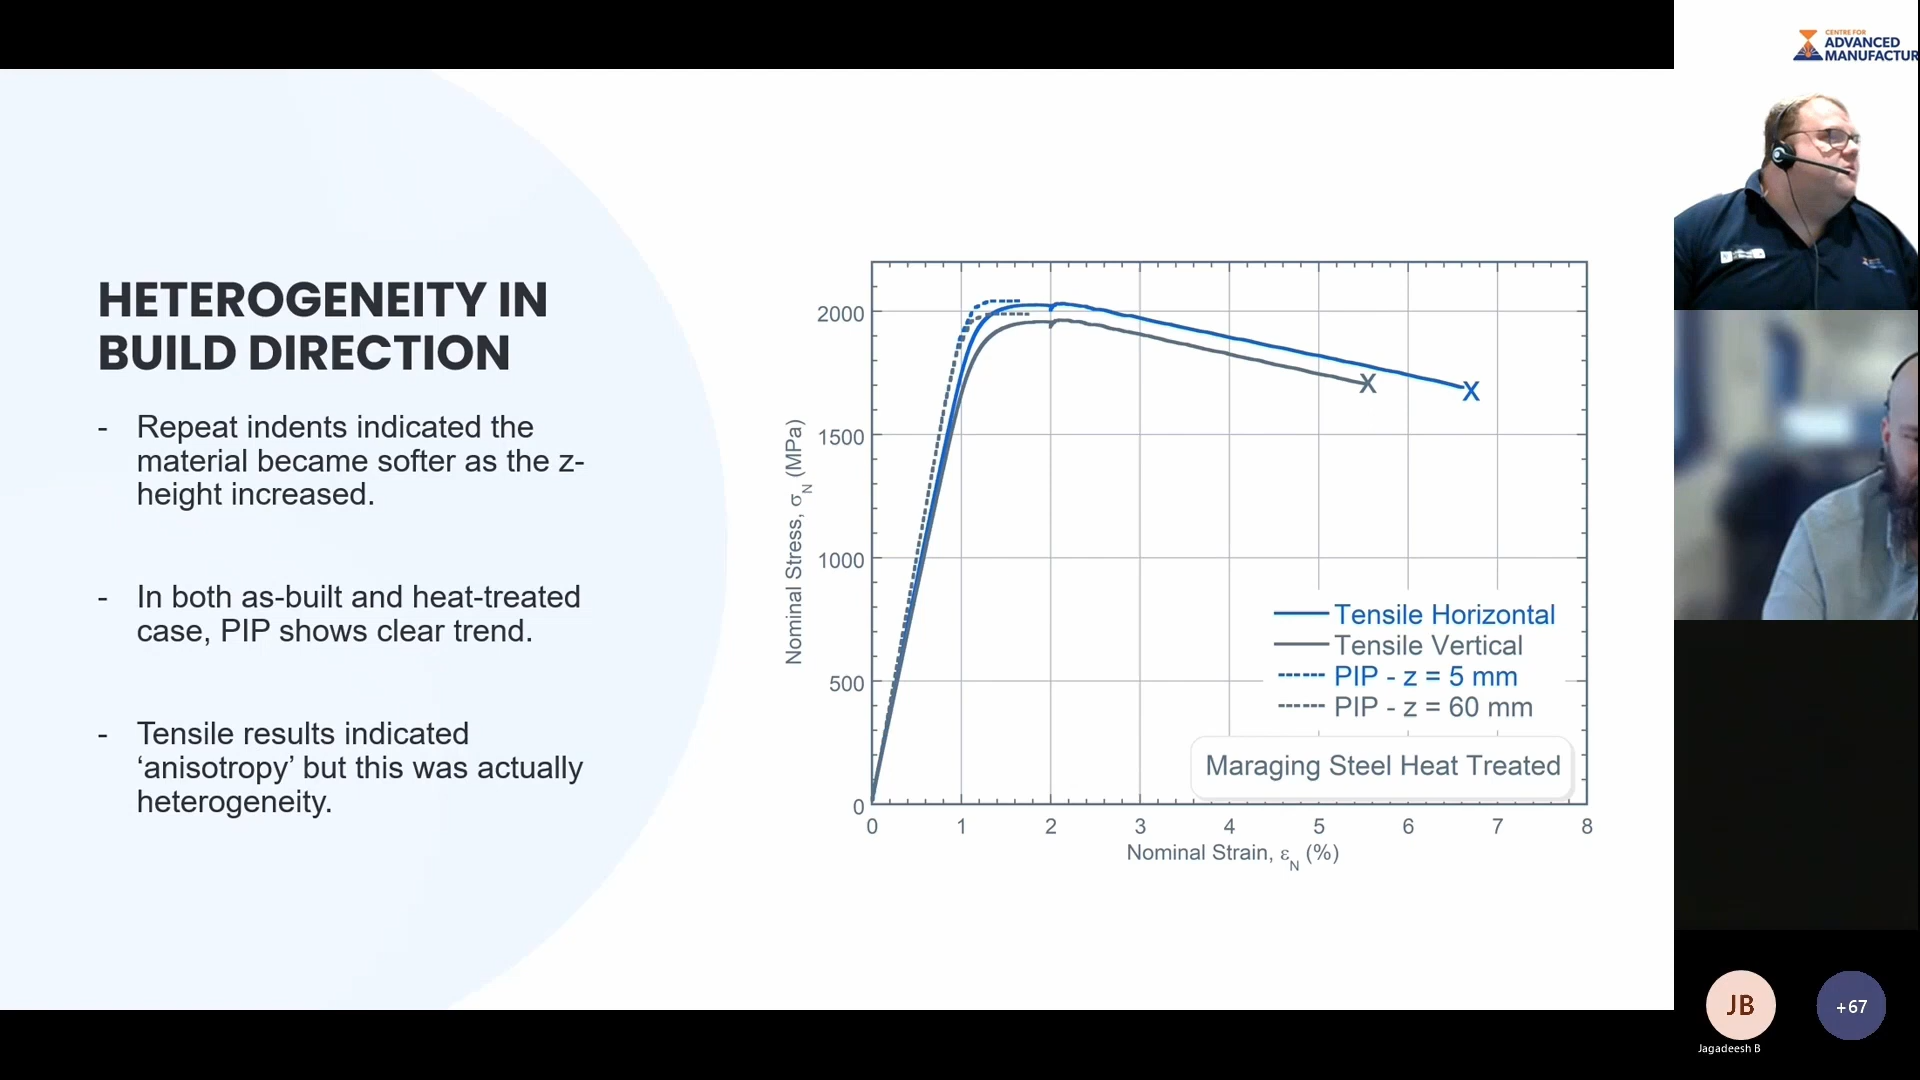 HETEROGENEITY IN
BUILD DIRECTION
- Repeat indents indicated the
material became softer as the z-
height increased.
- In both as-built and heat-treated
case, PIP shows clear trend.
- Tensile results indicated
‘anisotropy’ but this was actually
heterogeneity.
Nominal Stress, σN (MPa)
2000
1500
1000
500
0
0 1 2 3 4 5 6 7 8
Nominal Strain, εN (%)
X X
Tensile Horizontal
Tensile Vertical
PIP - z = 5 mm
PIP - z = 60 mm
Maraging Steel Heat Treated
CENTRE FOR
ADVANCED
MANUFACTUR
JB
Jagadeesh B
+67